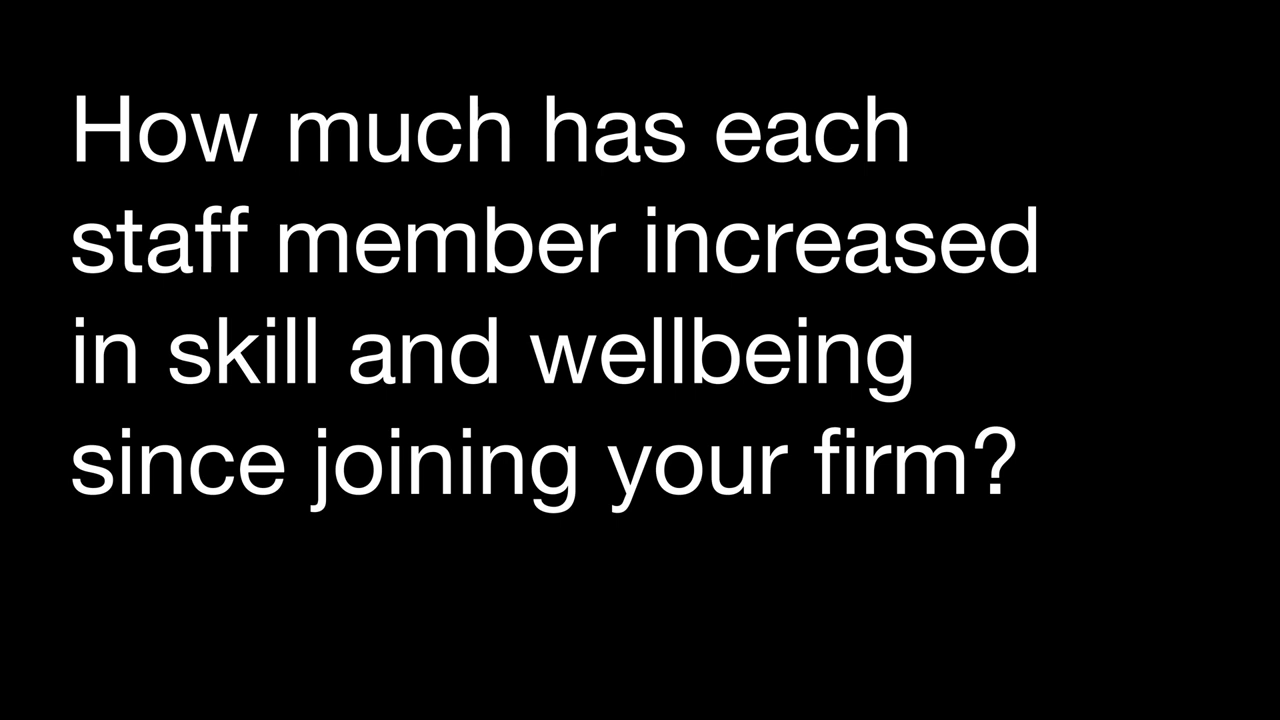 How much has each
staff member increased
in skill and wellbeing
since joining your firm?